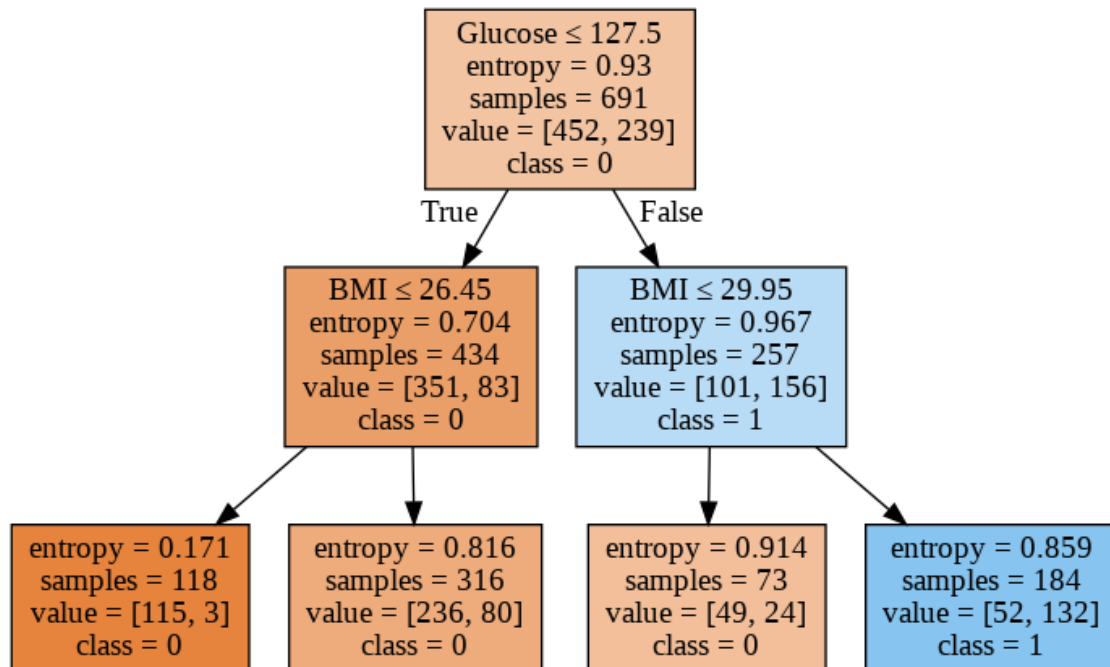 Glucose ≤ 127.5
entropy = 0.93
samples = 691
value = [452, 239]
class = 0
True
False
BMI ≤ 26.45
entropy = 0.704
samples = 434
value = [351, 83]
class = 0
BMI ≤ 29.95
entropy = 0.967
samples = 257
value = [101, 156]
class = 1
entropy = 0.171
samples = 118
value = [115, 3]
class = 0
entropy = 0.816
samples = 316
value = [236, 80]
class = 0
entropy = 0.914
samples = 73
value = [49, 24]
class = 0
entropy = 0.859
samples = 184
value = [52, 132]
class = 1